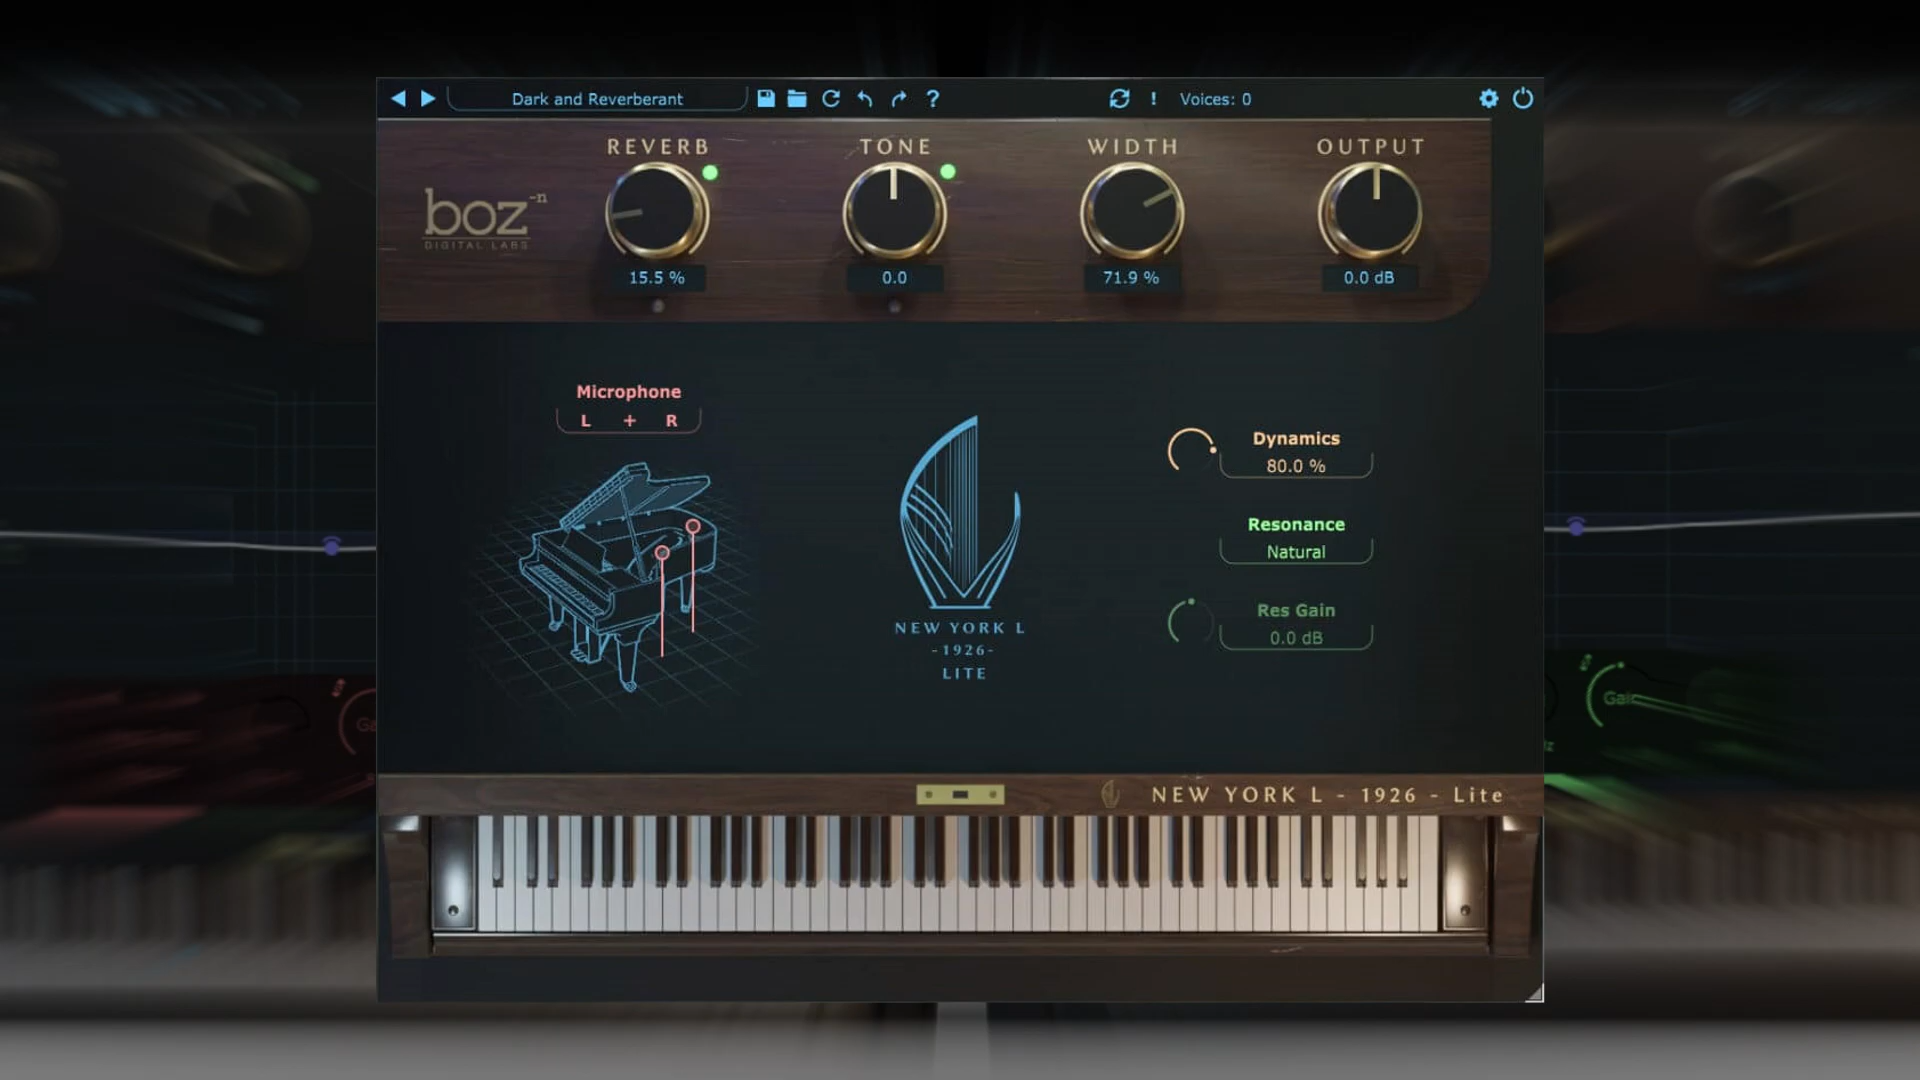 Dark and Reverberant
? ! Voices: 0
REVERB TONE WIDTH OUTPUT
boz-n
DIGITAL LABS
15.5 % 0.0 71.9 % 0.0 dB
Microphone
L + R
Dynamics
80.0 %
Resonance
Natural
Res Gain
0.0 dB
NEW YORK L
-1926-
LITE
Gain
NEW YORK L - 1926 - Lite